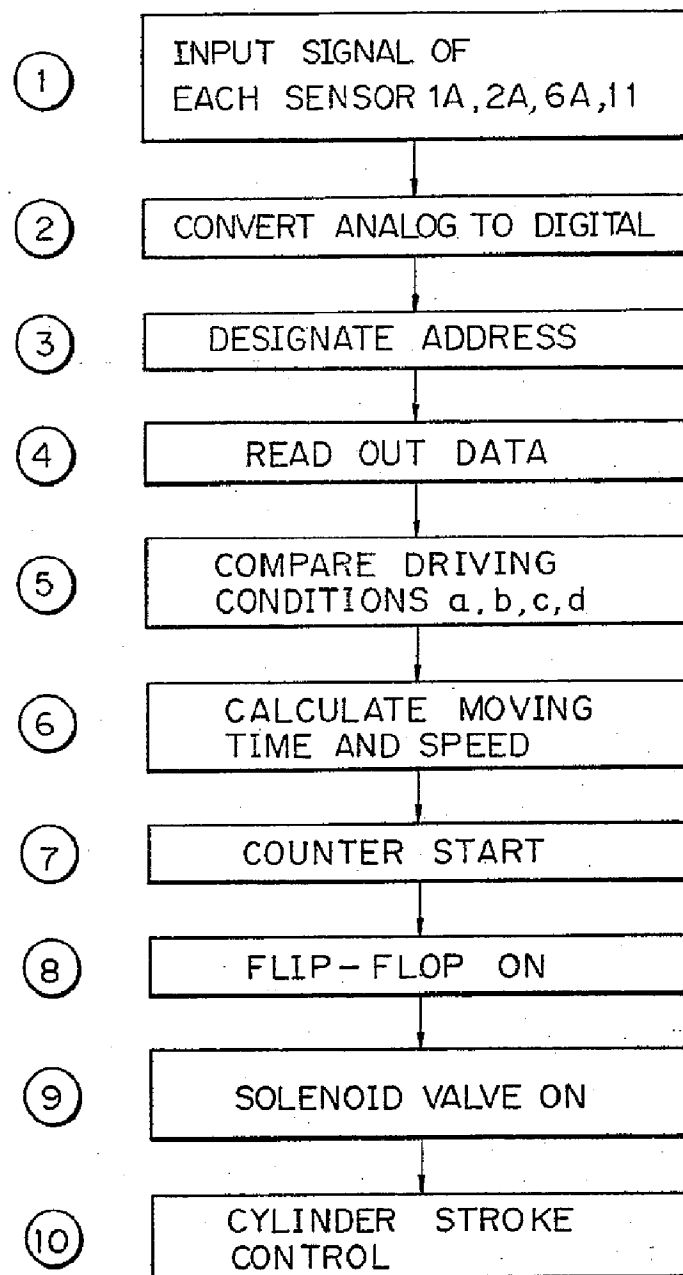 1
INPUT SIGNAL OF
EACH SENSOR 1A, 2A, 6A, 11
2
CONVERT ANALOG TO DIGITAL
3
DESIGNATE ADDRESS
4
READ OUT DATA
5
COMPARE DRIVING
CONDITIONS a, b, c, d
6
CALCULATE MOVING
TIME AND SPEED
7
COUNTER START
8
FLIP-FLOP ON
9
SOLENOID VALVE ON
10
CYLINDER STROKE
CONTROL